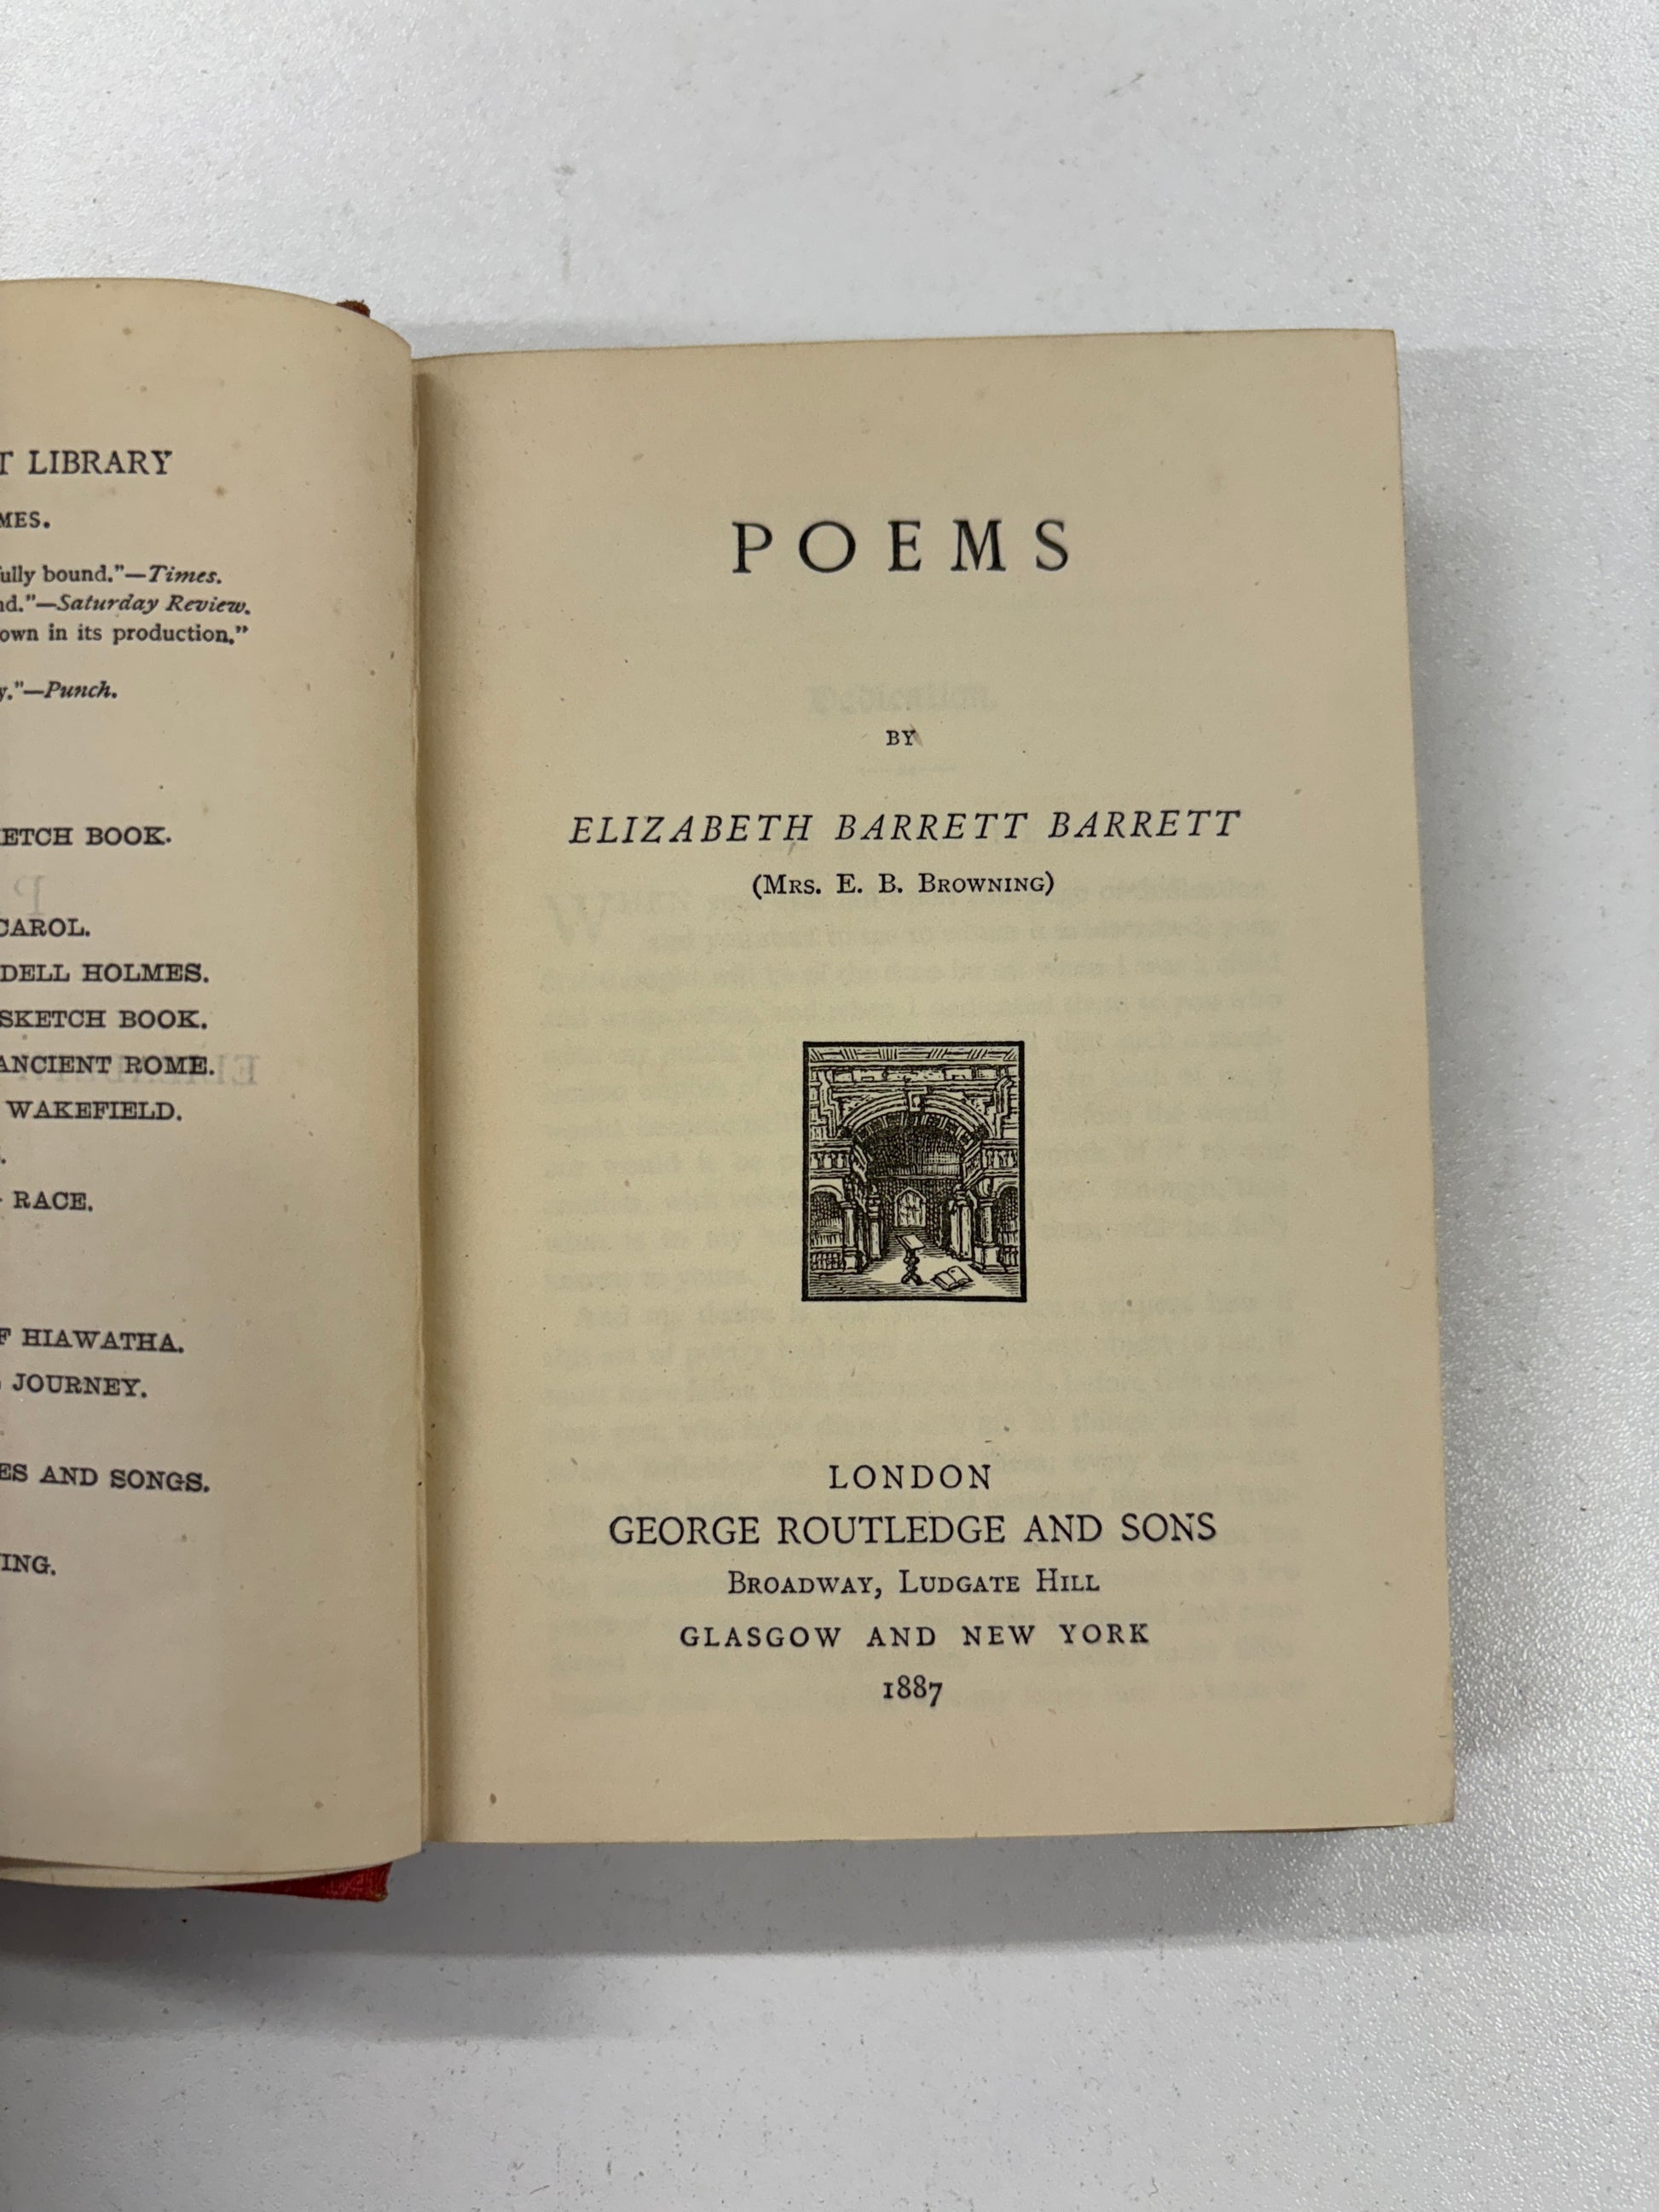 T LIBRARY
MES.
fully bound."—Times.
nd."—Saturday Review.
own in its production."
y."—Punch.
ETCH BOOK.
CAROL.
DELL HOLMES.
SKETCH BOOK.
ANCIENT ROME.
WAKEFIELD.
RACE.
F HIAWATHA.
JOURNEY.
ES AND SONGS.
ING.
POEMS
BY
ELIZABETH BARRETT BARRETT
(MRS. E. B. BROWNING)
LONDON
GEORGE ROUTLEDGE AND SONS
BROADWAY, LUDGATE HILL
GLASGOW AND NEW YORK
1887